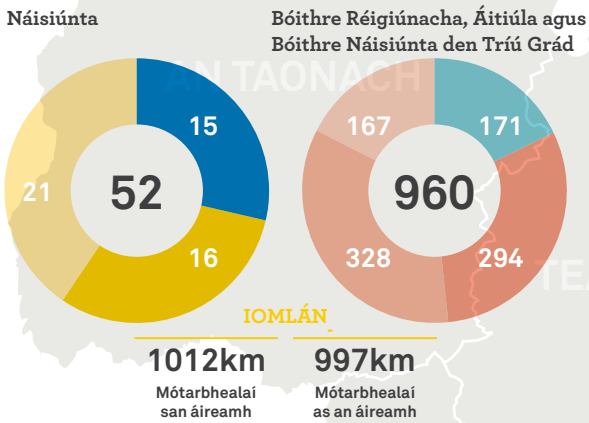 Náisiúnta
Bóithre Réigiúnacha, Áitiúla agus
Bóithre Náisiúnta den Tríú Grád
AN TAONACH
15
21
52
16
167
171
960
328
294
TEA
IOMLÁN
1012km
Mótarbhealaí
san áireamh
997km
Mótarbhealaí
as an áireamh